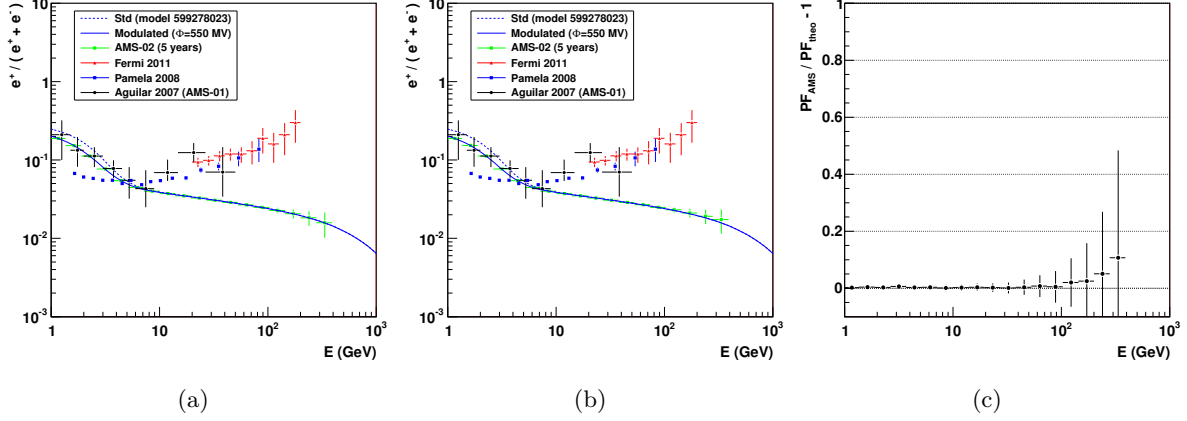 e⁺ / ( e⁺ + e⁻ )
1
10⁻¹
10⁻²
10⁻³
Std (model 599278023)
Modulated (Φ=550 MV)
AMS-02 (5 years)
Fermi 2011
Pamela 2008
Aguilar 2007 (AMS-01)
1 10 10² 10³
E (GeV)
(a)
e⁺ / ( e⁺ + e⁻ )
1
10⁻¹
10⁻²
10⁻³
Std (model 599278023)
Modulated (Φ=550 MV)
AMS-02 (5 years)
Fermi 2011
Pamela 2008
Aguilar 2007 (AMS-01)
1 10 10² 10³
E (GeV)
(b)
PF_AMS / PF_theo - 1
1
0.8
0.6
0.4
0.2
0
1 10 10² 10³
E (GeV)
(c)